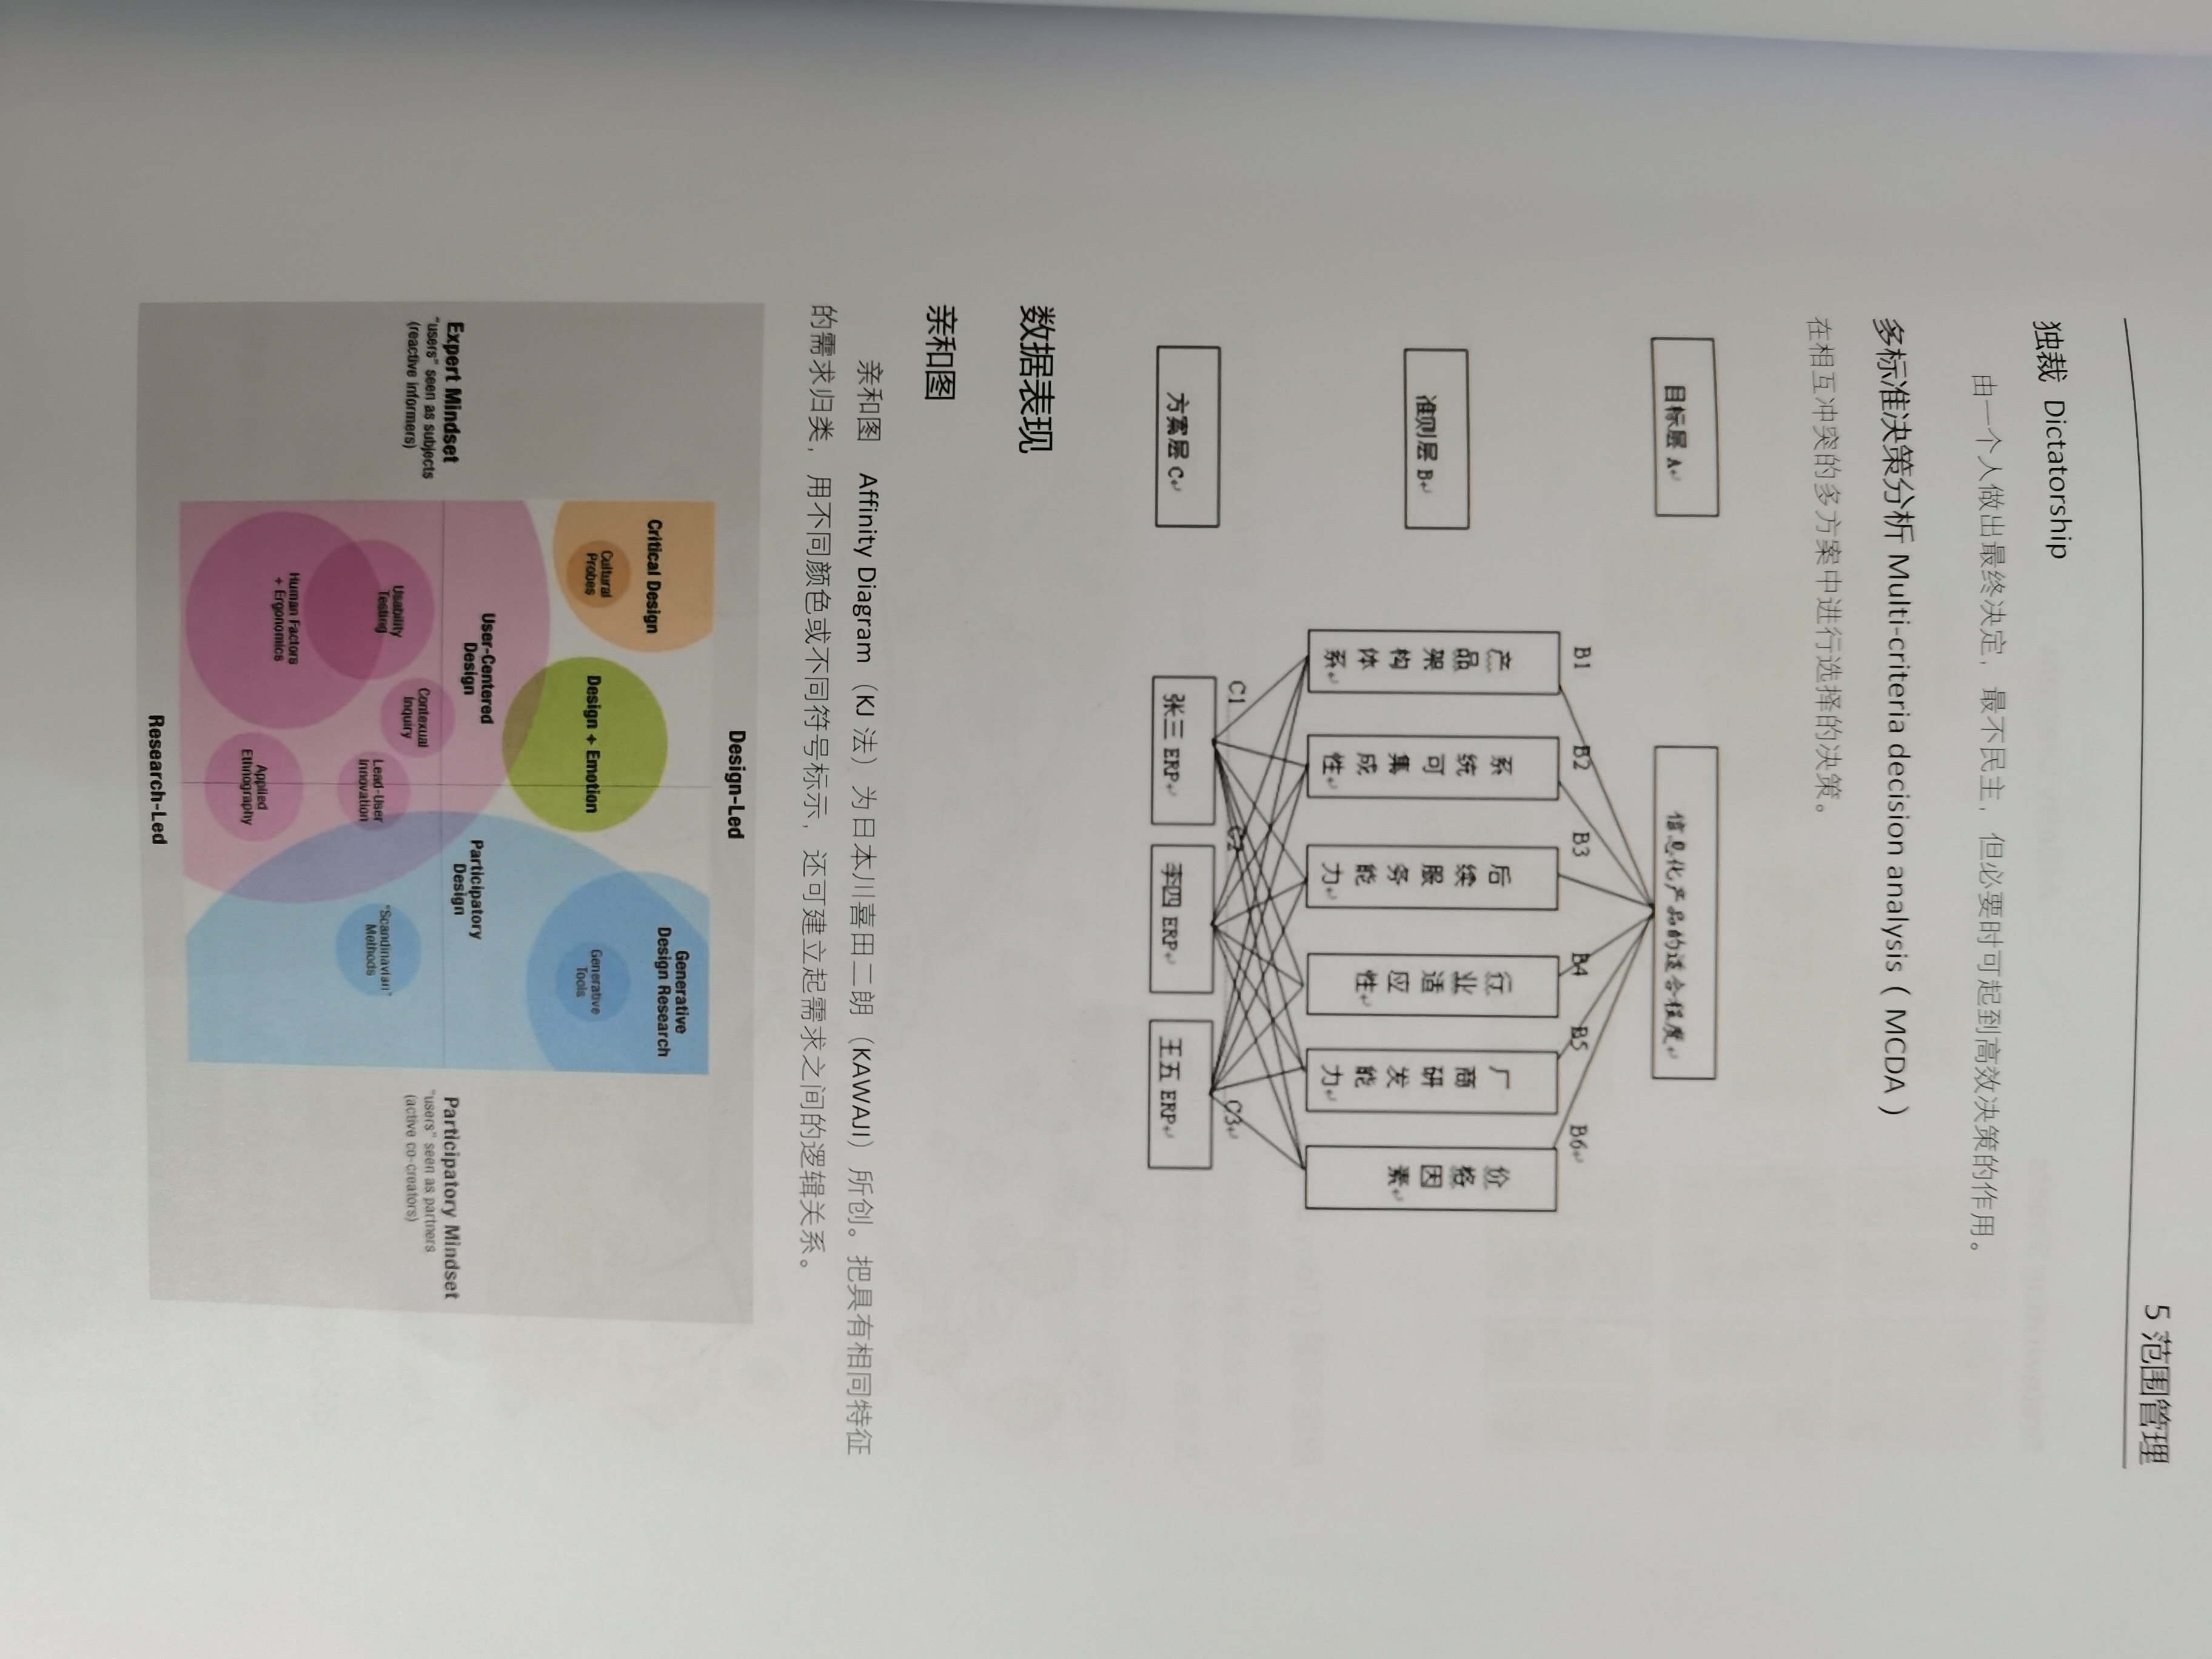 5 范围管理
独裁 Dictatorship
由一个人做出最终决定，最不民主，但必要时可起到高效决策的作用。
多标准决策分析 Multi-criteria decision analysis（MCDA）
在相互冲突的多方案中进行选择的决策。
目标层 A
信息化产品的适合程度
B1 B2 B3 B4 B5 B6
准则层 B
产品架构体系
系统可集成性
后续服务能力
行业适应性
厂商研发能力
价格因素
C1 C2 C3
方案层 C
张三 ERP
李四 ERP
王五 ERP
数据表现
亲和图
亲和图 Affinity Diagram（KJ 法）为日本川喜田二朗（KAWAJI）所创。把具有相同特征
的需求归类，用不同颜色或不同符号标示，还可建立起需求之间的逻辑关系。
Design-Led
Critical Design
Cultural
Probes
Design + Emotion
Generative
Design Research
Generative
Tools
User-Centered
Design
Participatory
Design
Expert Mindset
"users" seen as subjects
(reactive informers)
Participatory Mindset
"users" seen as partners
(active co-creators)
Contexual
Inquiry
Usability
Testing
Lead-User
Innovation
"Scandinavian"
Methods
Human Factors
+ Ergonomics
Applied
Ethnography
Research-Led